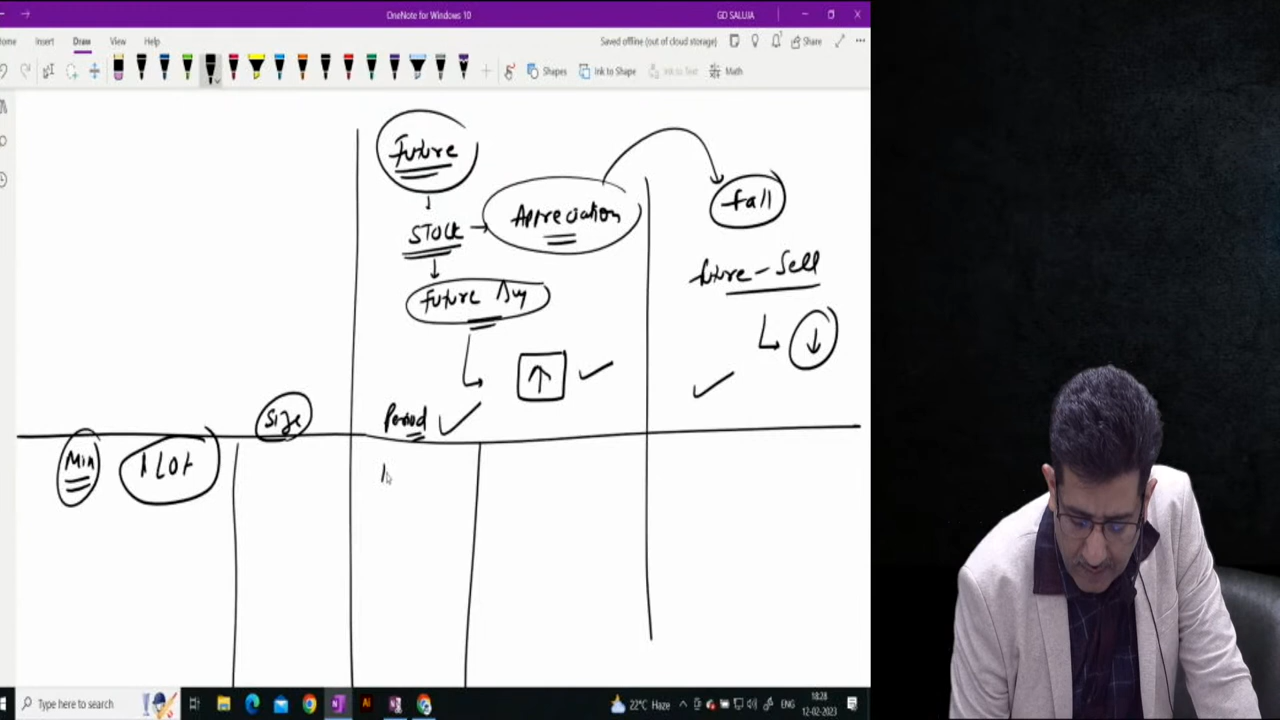 OneNote for Windows 10
GD SALUJA
Home Insert Draw View Help
Saved offline (out of cloud storage)
Share
Shapes
Ink to Shape
Ink to Text
Math
Future
STOCK
Appreciation
fall
Future Buy
future - Sell
Size
Period
Min
1 LOT
1
Type here to search
22°C Haze
ENG
18:28
12-02-2023